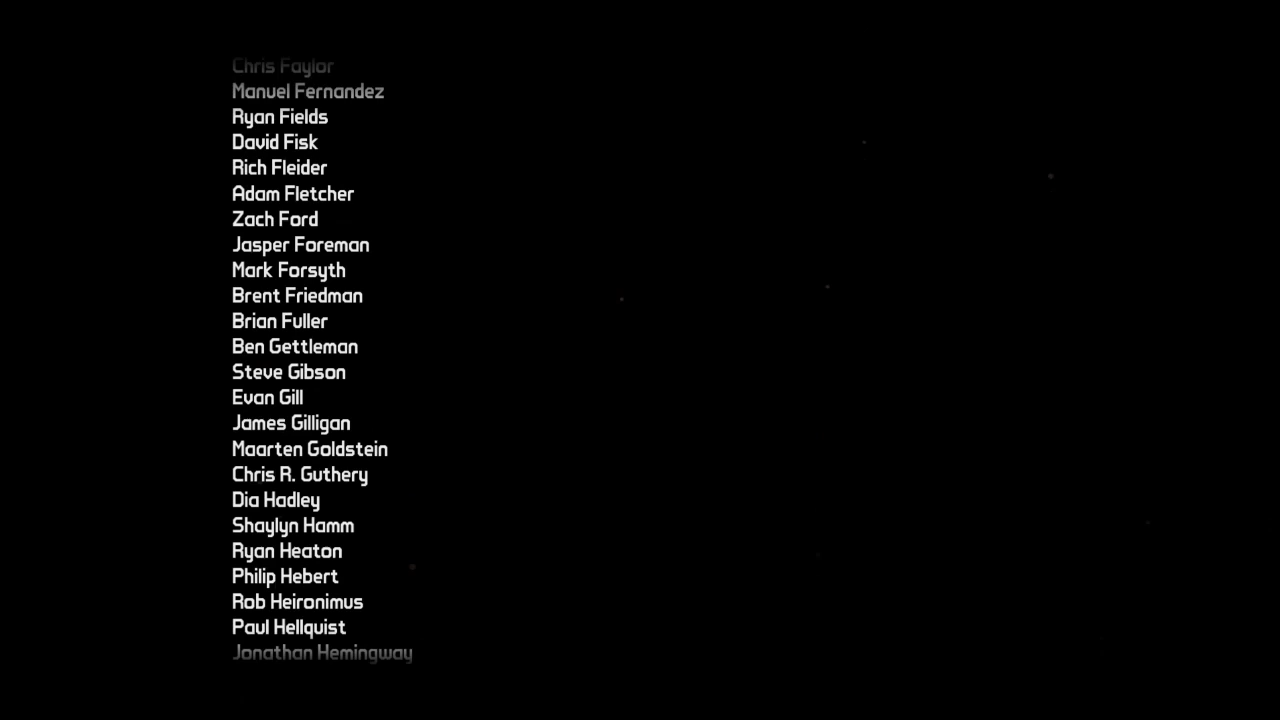 Chris Faylor
Manuel Fernandez
Ryan Fields
David Fisk
Rich Fleider
Adam Fletcher
Zach Ford
Jasper Foreman
Mark Forsyth
Brent Friedman
Brian Fuller
Ben Gettleman
Steve Gibson
Evan Gill
James Gilligan
Maarten Goldstein
Chris R. Guthery
Dia Hadley
Shaylyn Hamm
Ryan Heaton
Philip Hebert
Rob Heironimus
Paul Hellquist
Jonathan Hemingway